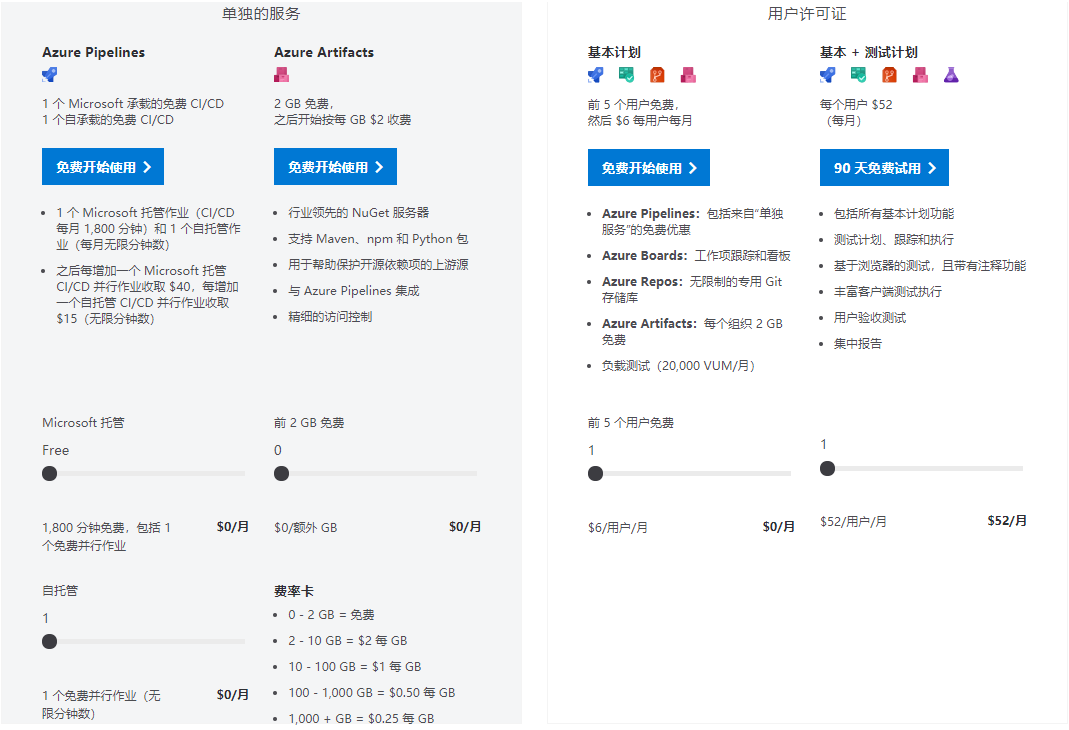 单独的服务
Azure Pipelines
1 个 Microsoft 承载的免费 CI/CD
1 个自承载的免费 CI/CD
免费开始使用
1 个 Microsoft 托管作业（CI/CD
每月 1,800 分钟）和 1 个自托管作
业（每月无限分钟数）
之后每增加一个 Microsoft 托管
CI/CD 并行作业收取 $40，每增加
一个自托管 CI/CD 并行作业收取
$15（无限分钟数）
Microsoft 托管
Free
1,800 分钟免费，包括 1
个免费并行作业
$0/月
自托管
1
1 个免费并行作业（无
限分钟数）
$0/月
Azure Artifacts
2 GB 免费，
之后开始按每 GB $2 收费
免费开始使用
行业领先的 NuGet 服务器
支持 Maven、npm 和 Python 包
用于帮助保护开源依赖项的上游源
与 Azure Pipelines 集成
精细的访问控制
前 2 GB 免费
0
$0/额外 GB
$0/月
费率卡
0 - 2 GB = 免费
2 - 10 GB = $2 每 GB
10 - 100 GB = $1 每 GB
100 - 1,000 GB = $0.50 每 GB
1,000 + GB = $0.25 每 GB
用户许可证
基本计划
前 5 个用户免费，
然后 $6 每用户每月
免费开始使用
Azure Pipelines：包括来自“单独
服务”的免费优惠
Azure Boards：工作项跟踪和看板
Azure Repos：无限制的专用 Git
存储库
Azure Artifacts：每个组织 2 GB
免费
负载测试（20,000 VUM/月）
前 5 个用户免费
1
$6/用户/月
$0/月
基本 + 测试计划
每个用户 $52
（每月）
90 天免费试用
包括所有基本计划功能
测试计划、跟踪和执行
基于浏览器的测试，且带有注释功能
丰富客户端测试执行
用户验收测试
集中报告
1
$52/用户/月
$52/月